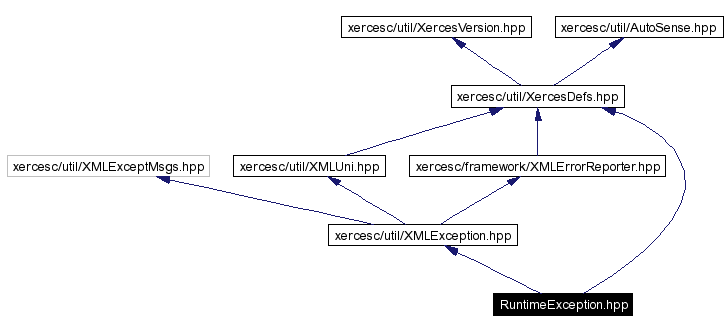 xercesc/util/XercesVersion.hpp
xercesc/util/AutoSense.hpp
xercesc/util/XercesDefs.hpp
xercesc/util/XMLExceptMsgs.hpp
xercesc/util/XMLUni.hpp
xercesc/framework/XMLErrorReporter.hpp
xercesc/util/XMLException.hpp
RuntimeException.hpp